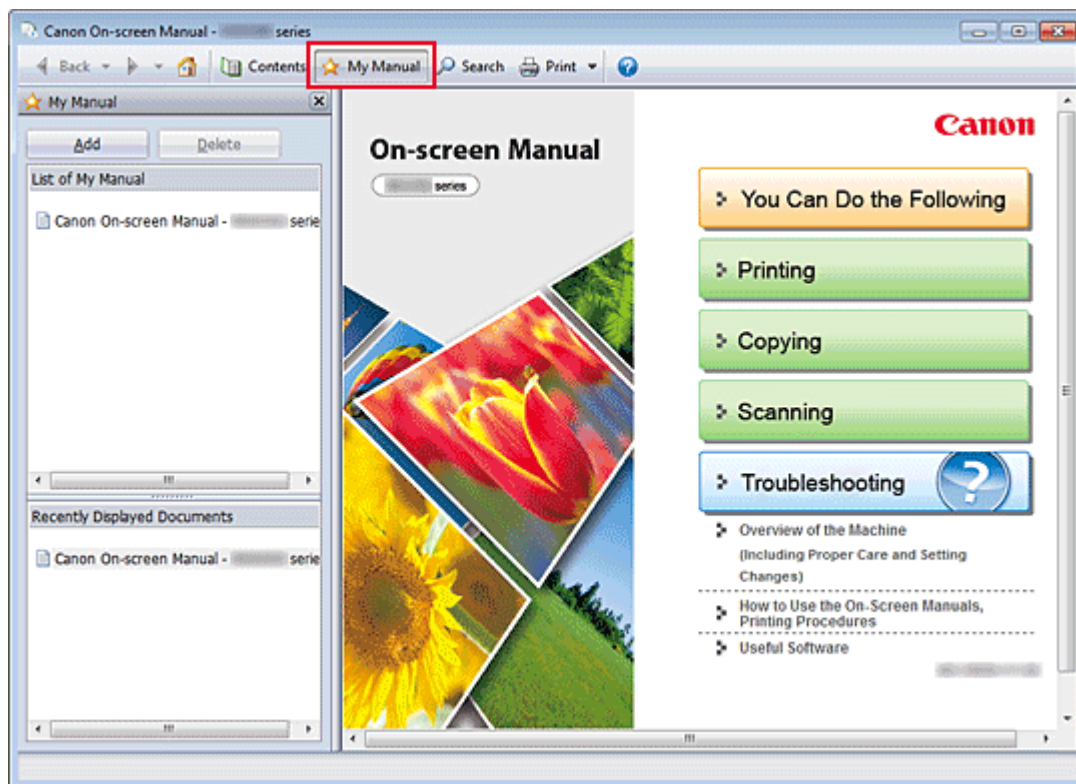 Canon On-screen Manual - series
Back
Contents
My Manual
Search
Print
My Manual
Add
Delete
List of My Manual
Canon On-screen Manual - serie
Recently Displayed Documents
Canon On-screen Manual - serie
On-screen Manual
series
Canon
You Can Do the Following
Printing
Copying
Scanning
Troubleshooting
Overview of the Machine
(Including Proper Care and Setting
Changes)
How to Use the On-Screen Manuals,
Printing Procedures
Useful Software